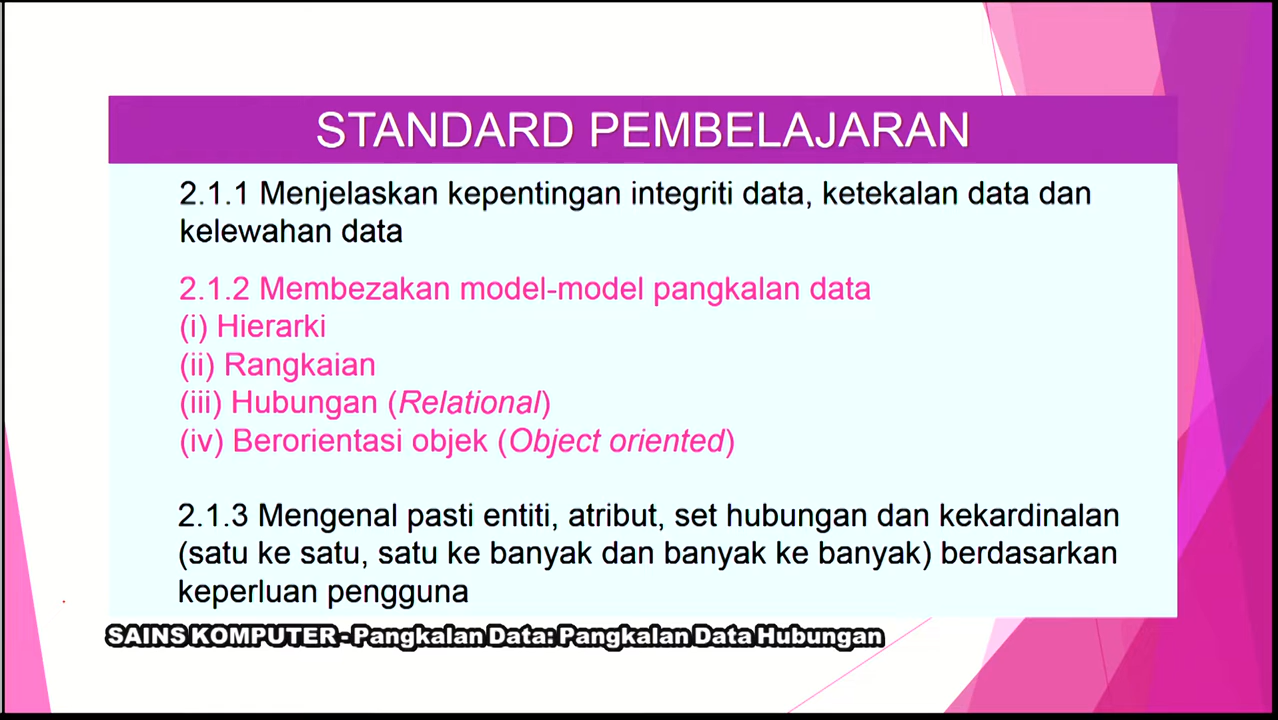 STANDARD PEMBELAJARAN
2.1.1 Menjelaskan kepentingan integriti data, ketekalan data dan
kelewahan data
2.1.2 Membezakan model-model pangkalan data
(i) Hierarki
(ii) Rangkaian
(iii) Hubungan (Relational)
(iv) Berorientasi objek (Object oriented)
2.1.3 Mengenal pasti entiti, atribut, set hubungan dan kekardinalan
(satu ke satu, satu ke banyak dan banyak ke banyak) berdasarkan
keperluan pengguna
SAINS KOMPUTER - Pangkalan Data: Pangkalan Data Hubungan